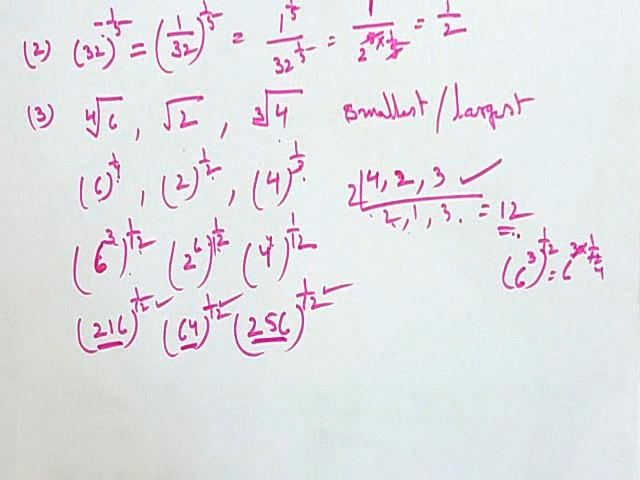 (2) (32)^{-1/5} = (1/32)^{1/5} = 1^{1/5}/32^{1/5} = 1/2^{5×1/5} = 1/2
(3) ∜6, √2, ∛4 Smallest/Largest
(6)^{1/4}, (2)^{1/2}, (4)^{1/3}
2 | 4, 2, 3 ✓
2, 1, 3 = 12
(6^3)^{1/12} (2^6)^{1/12} (4^4)^{1/12}
(6^3)^{1/12} = 6^{3×1/12}
4
(216)^{1/12} ✓ (64)^{1/12} ✓ (256)^{1/12} ✓